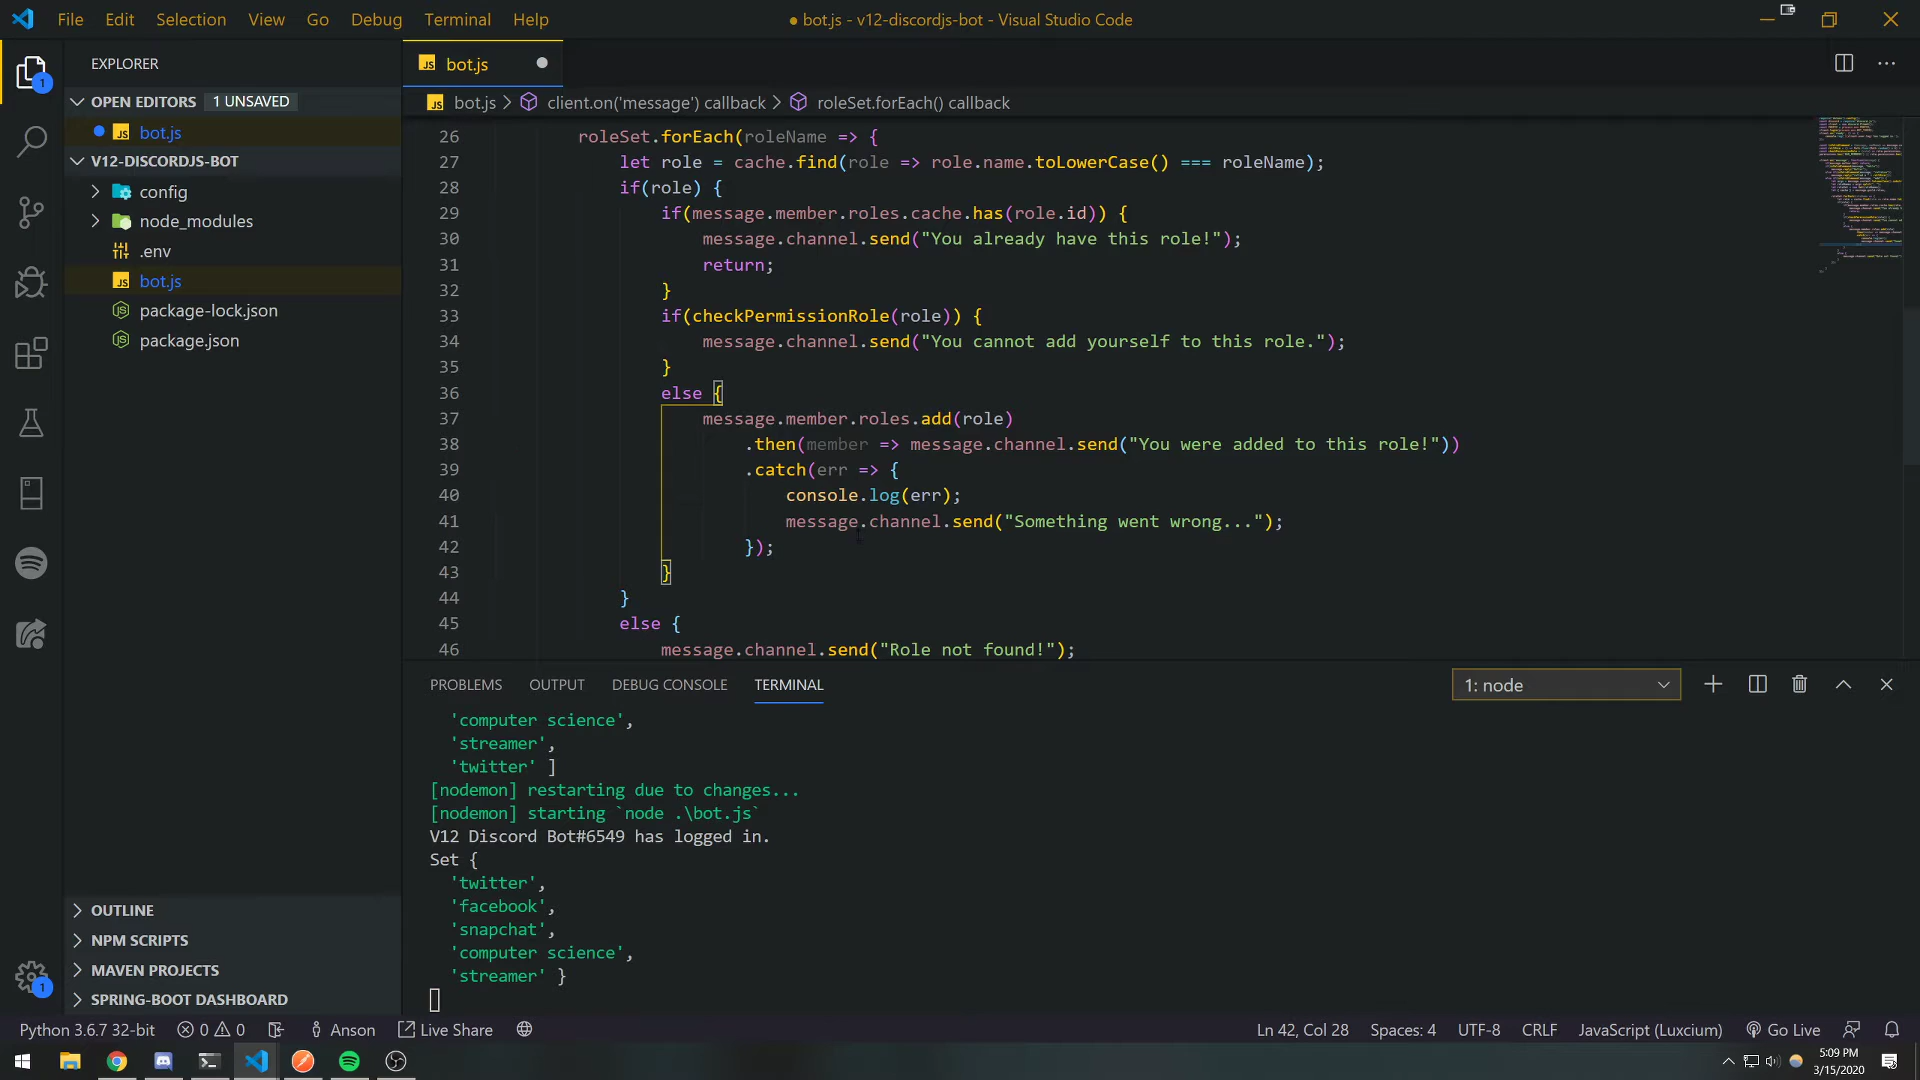 File Edit Selection View Go Debug Terminal Help
● bot.js - v12-discordjs-bot - Visual Studio Code
EXPLORER
OPEN EDITORS 1 UNSAVED
bot.js
V12-DISCORDJS-BOT
config
node_modules
.env
bot.js
package-lock.json
package.json
OUTLINE
NPM SCRIPTS
MAVEN PROJECTS
SPRING-BOOT DASHBOARD
1
1
JS bot.js
JS bot.js > client.on('message') callback > roleSet.forEach() callback
26 roleSet.forEach(roleName => {
27 let role = cache.find(role => role.name.toLowerCase() === roleName);
28 if(role) {
29 if(message.member.roles.cache.has(role.id)) {
30 message.channel.send("You already have this role!");
31 return;
32 }
33 if(checkPermissionRole(role)) {
34 message.channel.send("You cannot add yourself to this role.");
35 }
36 else {
37 message.member.roles.add(role)
38 .then(member => message.channel.send("You were added to this role!"))
39 .catch(err => {
40 console.log(err);
41 message.channel.send("Something went wrong...");
42 });
43 }
44 }
45 else {
46 message.channel.send("Role not found!");
PROBLEMS OUTPUT DEBUG CONSOLE TERMINAL
1: node
'computer science',
'streamer',
'twitter' ]
[nodemon] restarting due to changes...
[nodemon] starting `node .\bot.js`
V12 Discord Bot#6549 has logged in.
Set {
'twitter',
'facebook',
'snapchat',
'computer science',
'streamer' }
Python 3.6.7 32-bit 0 0 Anson Live Share
Ln 42, Col 28 Spaces: 4 UTF-8 CRLF JavaScript (Luxcium) Go Live
5:09 PM
3/15/2020